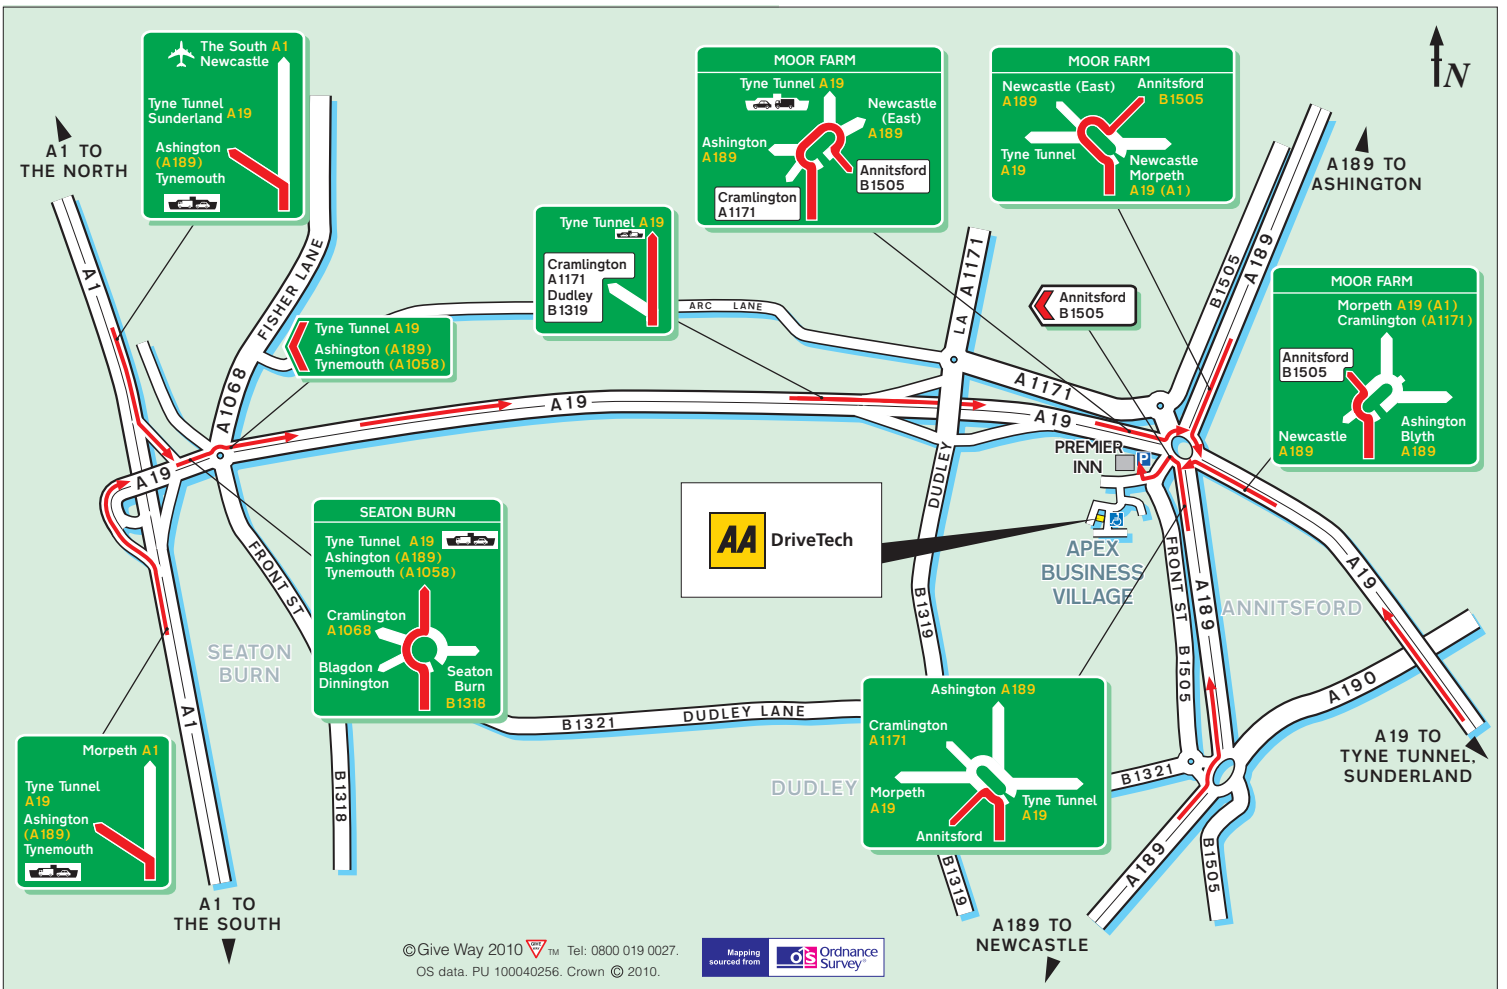 The South A1
Newcastle
Tyne Tunnel
Sunderland A19
Ashington
(A189)
Tynemouth
A1 TO
THE NORTH
A1
FISHER LANE
A1068
Tyne Tunnel A19
Ashington (A189)
Tynemouth (A1058)
Tyne Tunnel A19
Cramlington
A1171
Dudley
B1319
ARC LANE
MOOR FARM
Tyne Tunnel A19
Newcastle
(East)
A189
Ashington
A189
Annitsford
B1505
Cramlington
A1171
MOOR FARM
Newcastle (East)
A189
Annitsford
B1505
Tyne Tunnel
A19
Newcastle
Morpeth
A19 (A1)
N
A189 TO
ASHINGTON
B1505
A189
LA A1171
Annitsford
B1505
MOOR FARM
Morpeth A19 (A1)
Cramlington (A1171)
Annitsford
B1505
Ashington
Blyth
A189
Newcastle
A189
A1171
A19
A19
A19
PREMIER
INN
P
DUDLEY
AA DriveTech
APEX
BUSINESS
VILLAGE
FRONT ST
A189
ANNITSFORD
A19
SEATON BURN
Tyne Tunnel A19
Ashington (A189)
Tynemouth (A1058)
Cramlington
A1068
Blagdon
Dinnington
Seaton
Burn
B1318
FRONT ST
SEATON
BURN
A1
B1319
B1505
A190
B1321
DUDLEY LANE
Ashington A189
Cramlington
A1171
Morpeth
A19
Tyne Tunnel
A19
Annitsford
DUDLEY
B1321
A19 TO
TYNE TUNNEL,
SUNDERLAND
Morpeth A1
Tyne Tunnel
A19
Ashington
(A189)
Tynemouth
B1318
B1319
A189
B1505
A1 TO
THE SOUTH
A189 TO
NEWCASTLE
©Give Way 2010 GIVE WAY TM Tel: 0800 019 0027.
OS data. PU 100040256. Crown © 2010.
Mapping
sourced from
OS Ordnance
Survey®